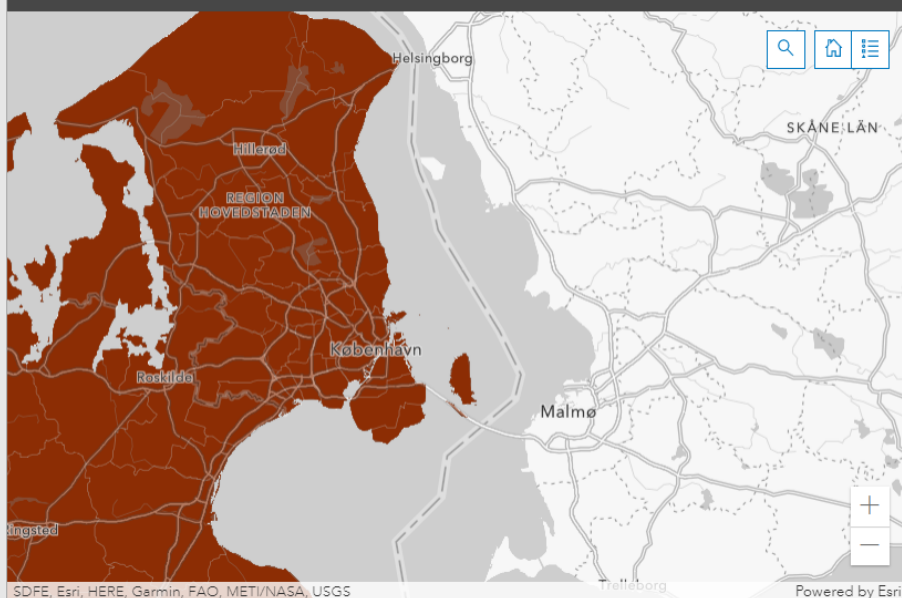 Helsingborg
SKÅNE LÄN
Hillerød
REGION
HOVEDSTADEN
København
Roskilde
Malmø
Ringsted
Trelleborg
SDFE, Esri, HERE, Garmin, FAO, METI/NASA, USGS
Powered by Esri